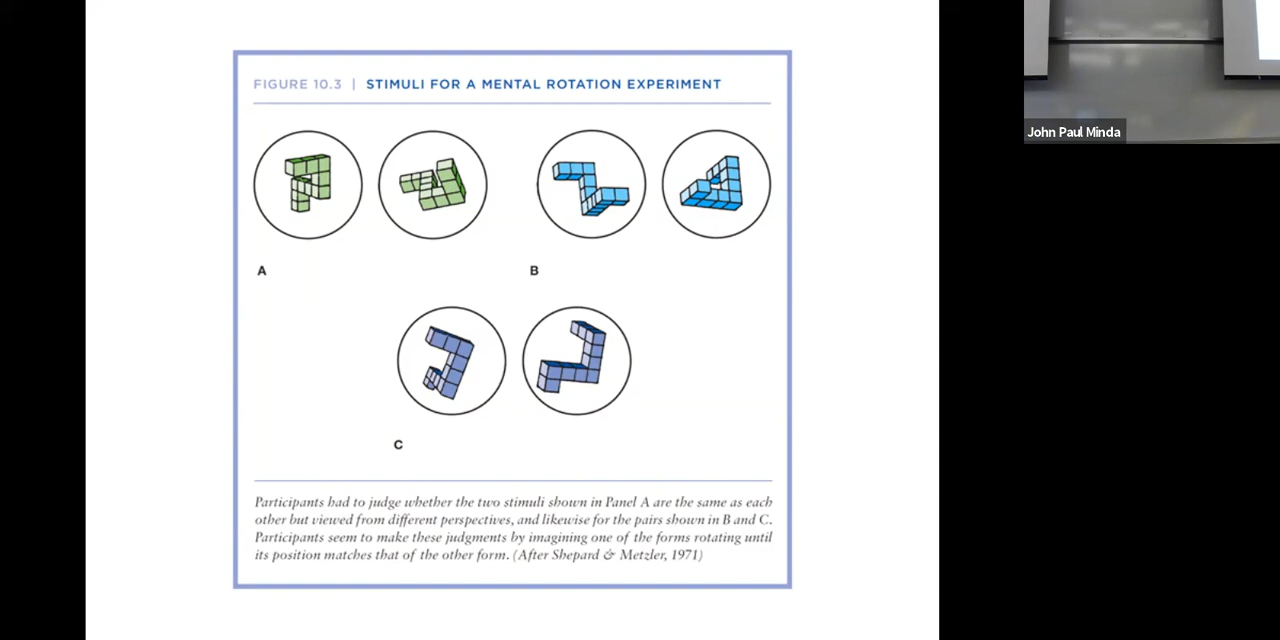 FIGURE 10.3 | STIMULI FOR A MENTAL ROTATION EXPERIMENT
A
B
C
Participants had to judge whether the two stimuli shown in Panel A are the same as each
other but viewed from different perspectives, and likewise for the pairs shown in B and C.
Participants seem to make these judgments by imagining one of the forms rotating until
its position matches that of the other form. (After Shepard & Metzler, 1971)
John Paul Minda